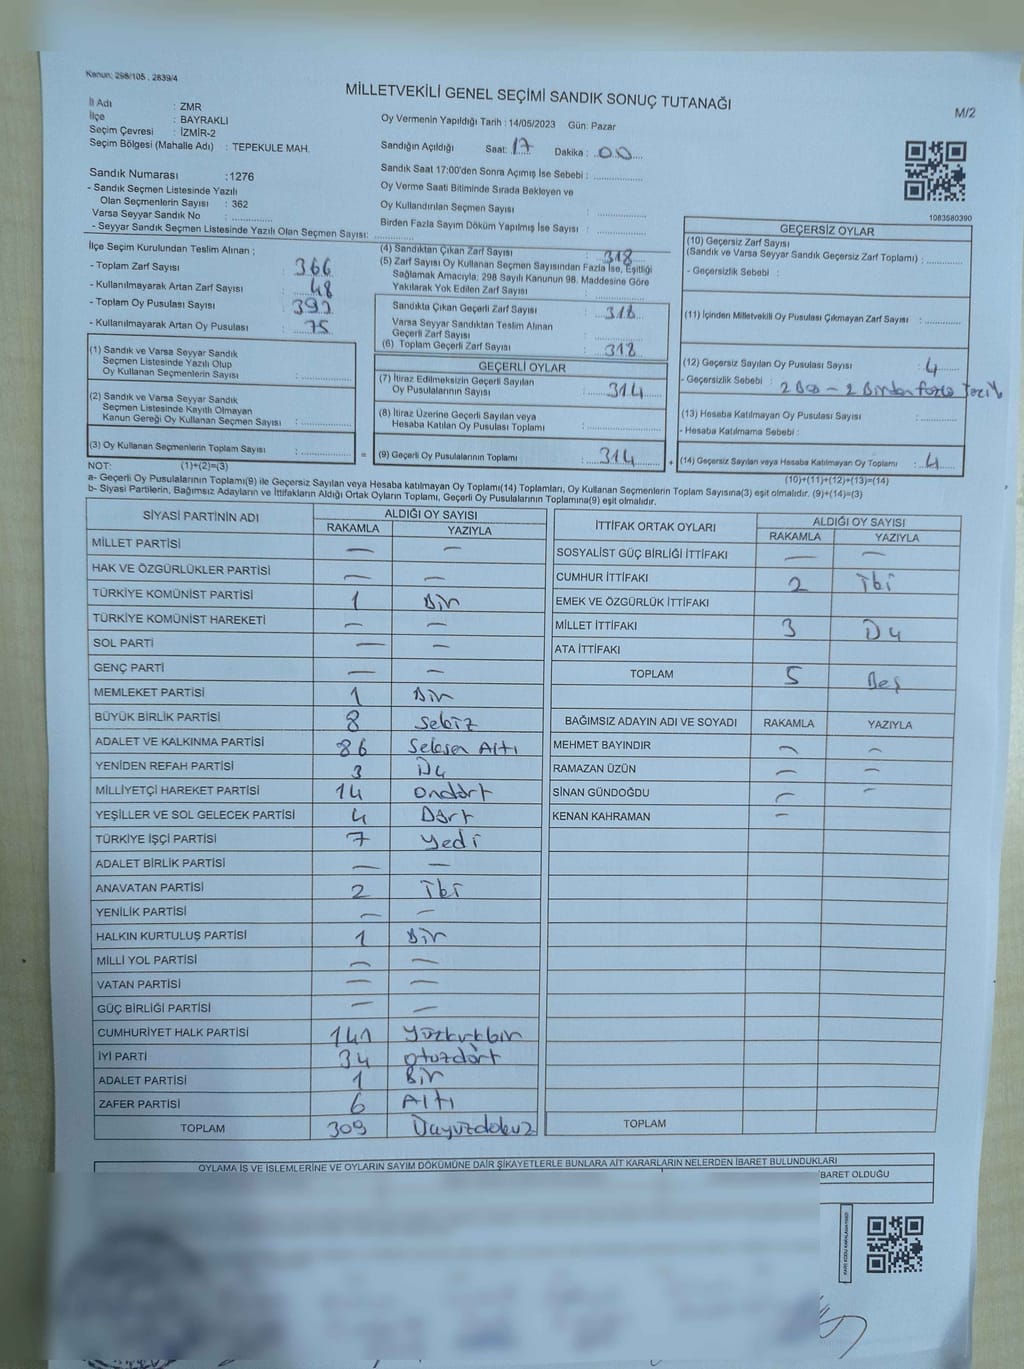 Kanun: 298/105, 2839/4
MİLLETVEKİLİ GENEL SEÇİMİ SANDIK SONUÇ TUTANAĞI
M/2
İl Adı : ZMR
İlçe : BAYRAKLI
Seçim Çevresi : İZMİR-2
Seçim Bölgesi (Mahalle Adı) : TEPEKULE MAH.
Oy Vermenin Yapıldığı Tarih : 14/05/2023 Gün: Pazar
Sandığın Açıldığı Saat: 17 Dakika : 00
Sandık Saat 17:00'den Sonra Açımış İse Sebebi :
Oy Verme Saati Bitiminde Sırada Bekleyen ve
Oy Kullandırılan Seçmen Sayısı :
Birden Fazla Sayım Döküm Yapılmış İse Sayısı :
1083580390
Sandık Numarası :1276
- Sandık Seçmen Listesinde Yazılı
Olan Seçmenlerin Sayısı : 362
Varsa Seyyar Sandık No :
- Seyyar Sandık Seçmen Listesinde Yazılı Olan Seçmen Sayısı:
İlçe Seçim Kurulundan Teslim Alınan ;
- Toplam Zarf Sayısı : 366
- Kullanılmayarak Artan Zarf Sayısı : 48
- Toplam Oy Pusulası Sayısı :
- Kullanılmayarak Artan Oy Pusulası : 75
(1) Sandık ve Varsa Seyyar Sandık
Seçmen Listesinde Yazılı Olup
Oy Kullanan Seçmenlerin Sayısı :
(2) Sandık ve Varsa Seyyar Sandık
Seçmen Listesinde Kayıtlı Olmayan
Kanun Gereği Oy Kullanan Seçmen Sayısı :
(3) Oy Kullanan Seçmenlerin Toplam Sayısı :
(1)+(2)=(3)
(4) Sandıktan Çıkan Zarf Sayısı : 318
(5) Zarf Sayısı Oy Kullanan Seçmen Sayısından Fazla İse, Eşitliği
Sağlamak Amacıyla; 298 Sayılı Kanunun 98. Maddesine Göre
Yakılarak Yok Edilen Zarf Sayısı :
Sandıkta Çıkan Geçerli Zarf Sayısı : 318
Varsa Seyyar Sandıktan Teslim Alınan
Geçerli Zarf Sayısı :
(6) Toplam Geçerli Zarf Sayısı : 318
GEÇERLİ OYLAR
(7) İtiraz Edilmeksizin Geçerli Sayılan
Oy Pusulalarının Sayısı : 314
(8) İtiraz Üzerine Geçerli Sayılan veya
Hesaba Katılan Oy Pusulası Toplamı :
= (9) Geçerli Oy Pusulalarının Toplamı : 314
GEÇERSİZ OYLAR
(10) Geçersiz Zarf Sayısı
(Sandık ve Varsa Seyyar Sandık Geçersiz Zarf Toplamı) :
- Geçersizlik Sebebi :
(11) İçinden Milletvekili Oy Pusulası Çıkmayan Zarf Sayısı :
(12) Geçersiz Sayılan Oy Pusulası Sayısı : 4
- Geçersizlik Sebebi : 2 Boş - 2 Birden fazla
(13) Hesaba Katılmayan Oy Pusulası Sayısı :
- Hesaba Katılmama Sebebi :
+ (14) Geçersiz Sayılan veya Hesaba Katılmayan Oy Toplamı : 4
(10)+(11)+(12)+(13)=(14)
NOT:
a- Geçerli Oy Pusulalarının Toplamı(9) ile Geçersiz Sayılan veya Hesaba katılmayan Oy Toplamı(14) Toplamları, Oy Kullanan Seçmenlerin Toplam Sayısına(3) eşit olmalıdır. (9)+(14)=(3)
b- Siyasi Partilerin, Bağımsız Adayların ve İttifakların Aldığı Ortak Oyların Toplamı, Geçerli Oy Pusulalarının Toplamına(9) eşit olmalıdır.
SİYASİ PARTİNİN ADI ALDIĞI OY SAYISI
RAKAMLA YAZIYLA
MİLLET PARTİSİ — —
HAK VE ÖZGÜRLÜKLER PARTİSİ — —
TÜRKİYE KOMÜNİST PARTİSİ 1 Bir
TÜRKİYE KOMÜNİST HAREKETİ — —
SOL PARTİ — —
GENÇ PARTİ — —
MEMLEKET PARTİSİ 1 Bir
BÜYÜK BİRLİK PARTİSİ 8 Sekiz
ADALET VE KALKINMA PARTİSİ 86 Seksen Altı
YENİDEN REFAH PARTİSİ 3 Üç
MİLLİYETÇİ HAREKET PARTİSİ 14 ondört
YEŞİLLER VE SOL GELECEK PARTİSİ 4 Dört
TÜRKİYE İŞÇİ PARTİSİ 7 Yedi
ADALET BİRLİK PARTİSİ — —
ANAVATAN PARTİSİ 2 İki
YENİLİK PARTİSİ — —
HALKIN KURTULUŞ PARTİSİ 1 Bir
MİLLİ YOL PARTİSİ — —
VATAN PARTİSİ — —
GÜÇ BİRLİĞİ PARTİSİ — —
CUMHURİYET HALK PARTİSİ 141 Yüzkırkbir
İYİ PARTİ 34 otuzdört
ADALET PARTİSİ 1 Bir
ZAFER PARTİSİ 6 Altı
TOPLAM 309 Üçyüzdokuz
İTTİFAK ORTAK OYLARI ALDIĞI OY SAYISI
RAKAMLA YAZIYLA
SOSYALİST GÜÇ BİRLİĞİ İTTİFAKI — —
CUMHUR İTTİFAKI 2 İki
EMEK VE ÖZGÜRLÜK İTTİFAKI
MİLLET İTTİFAKI 3 Üç
ATA İTTİFAKI
TOPLAM 5 Beş
BAĞIMSIZ ADAYIN ADI VE SOYADI RAKAMLA YAZIYLA
MEHMET BAYINDIR — —
RAMAZAN ÜZÜN — —
SİNAN GÜNDOĞDU — —
KENAN KAHRAMAN —
TOPLAM
OYLAMA İŞ VE İŞLEMLERİNE VE OYLARIN SAYIM DÖKÜMÜNE DAİR ŞİKAYETLERLE BUNLARA AİT KARARLARIN NELERDEN İBARET BULUNDUKLARI
İBARET OLDUĞU